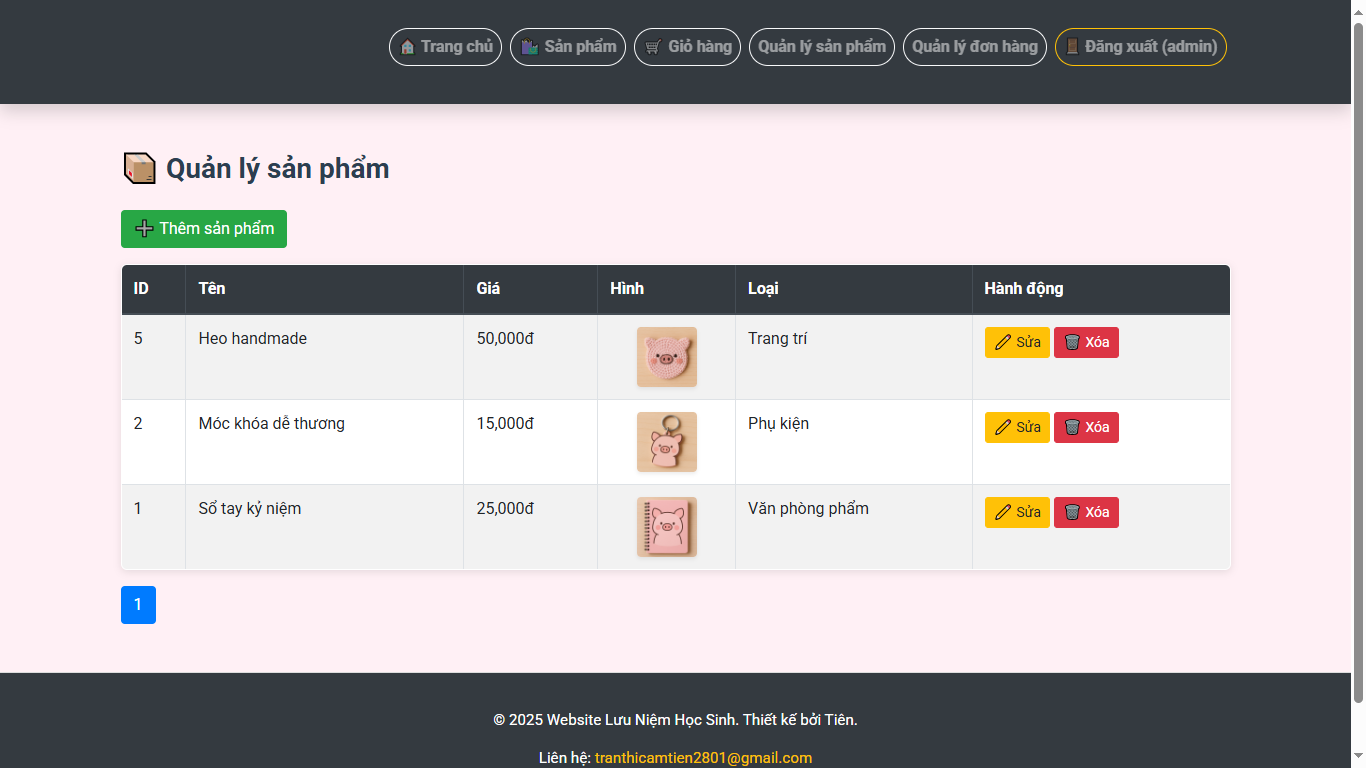 🏠 Trang chủ 🛍️ Sản phẩm 🛒 Giỏ hàng Quản lý sản phẩm Quản lý đơn hàng 🚪 Đăng xuất (admin)
📦 Quản lý sản phẩm
➕ Thêm sản phẩm
ID Tên Giá Hình Loại Hành động
5 Heo handmade 50,000đ Trang trí ✏️ Sửa 🗑️ Xóa
2 Móc khóa dễ thương 15,000đ Phụ kiện ✏️ Sửa 🗑️ Xóa
1 Sổ tay kỷ niệm 25,000đ Văn phòng phẩm ✏️ Sửa 🗑️ Xóa
1
© 2025 Website Lưu Niệm Học Sinh. Thiết kế bởi Tiên.
Liên hệ: tranthicamtien2801@gmail.com